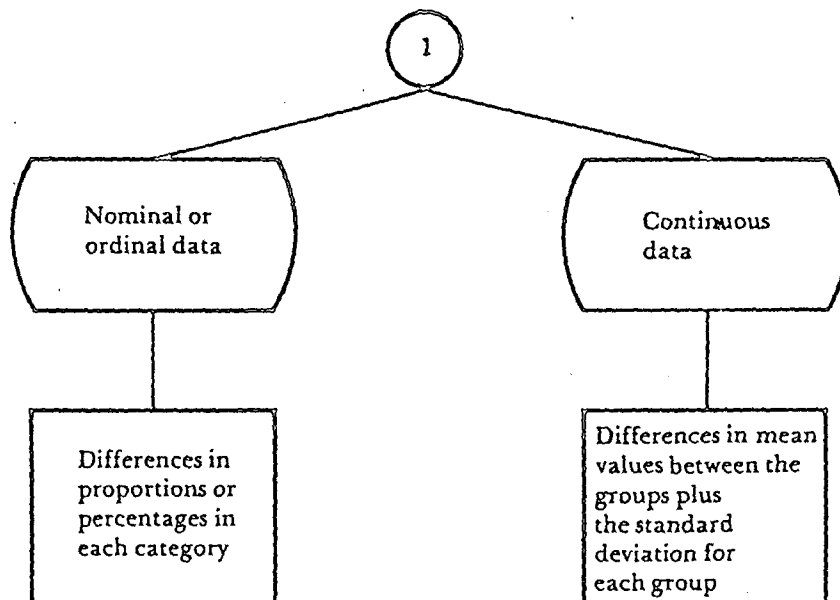 1
Nominal or
ordinal data
Continuous
data
Differences in
proportions or
percentages in
each category
Differences in mean
values between the
groups plus
the standard
deviation for
each group